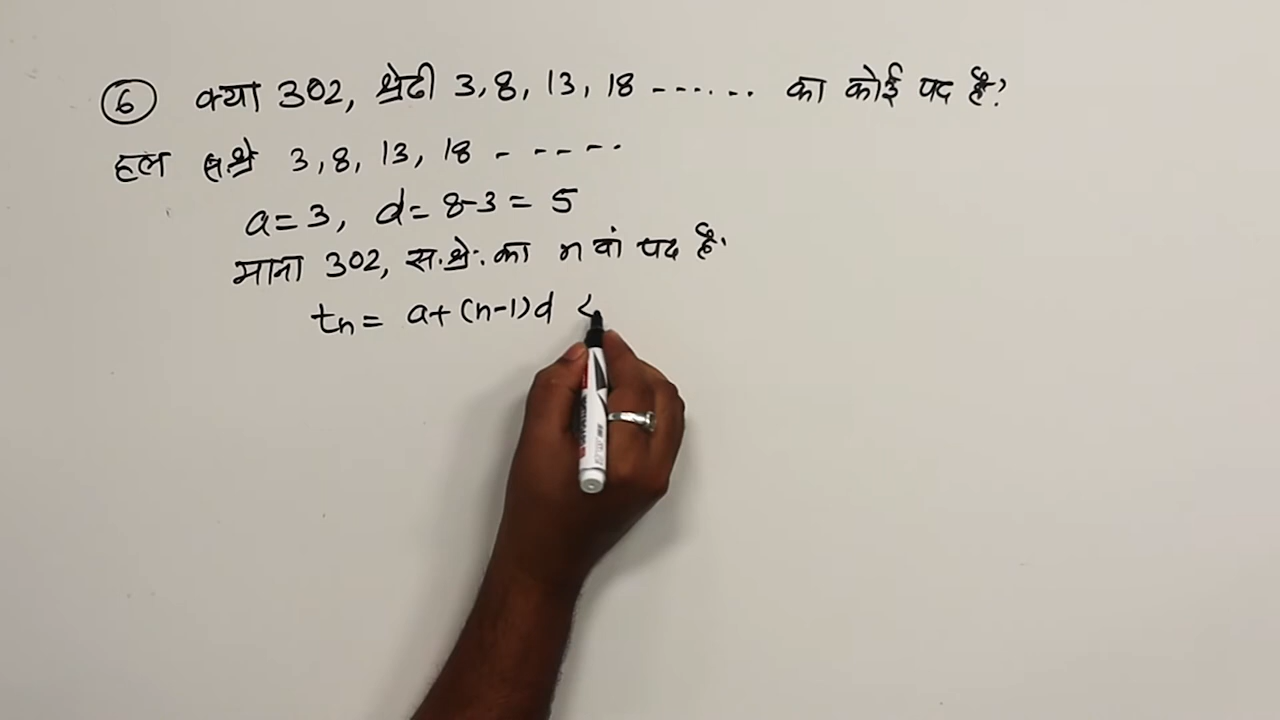 6 क्या 302, श्रेढी 3, 8, 13, 18 ------.. का कोई पद है?
हल स.श्रे 3, 8, 13, 18 - ----.
a = 3, d = 8-3 = 5
माना 302, स.श्रे. का n वां पद है.
tn = a+(n-1)d